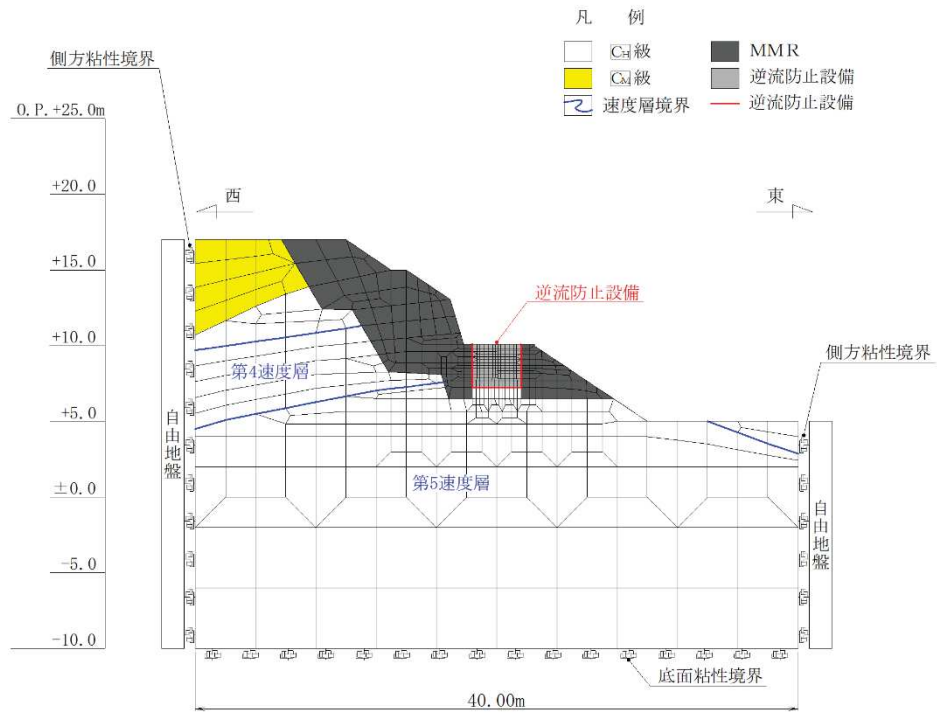 凡 例
CH級
MMR
CM級
逆流防止設備
速度層境界
逆流防止設備
側方粘性境界
O.P.+25.0m
+20.0
西
東
+15.0
逆流防止設備
+10.0
側方粘性境界
第4速度層
+5.0
自由地盤
第5速度層
±0.0
自由地盤
-5.0
-10.0
底面粘性境界
40.00m